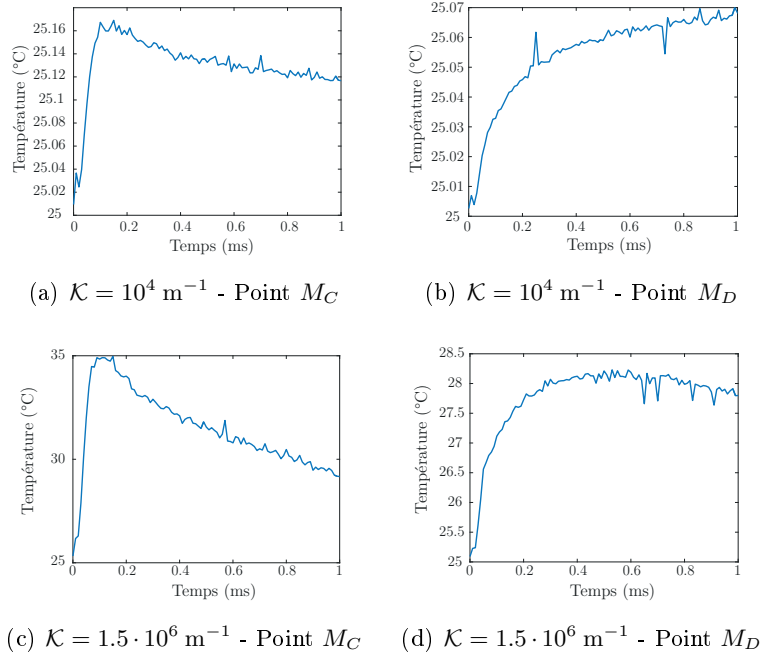 25.16
25.14
25.12
25.1
25.08
25.06
25.04
25.02
25
0 0.2 0.4 0.6 0.8 1
Température (°C)
Temps (ms)
(a) 𝒦 = 10⁴ m⁻¹ - Point M_C
25.07
25.06
25.04
25.03
25.01
25
0 0.2 0.4 0.6 0.8 1
Température (°C)
Temps (ms)
(b) 𝒦 = 10⁴ m⁻¹ - Point M_D
35
30
25
0 0.2 0.4 0.6 0.8 1
Température (°C)
Temps (ms)
(c) 𝒦 = 1.5 · 10⁶ m⁻¹ - Point M_C
28.5
28
27.5
27
26.5
26
25.5
25
0 0.2 0.4 0.6 0.8 1
Température (°C)
Temps (ms)
(d) 𝒦 = 1.5 · 10⁶ m⁻¹ - Point M_D